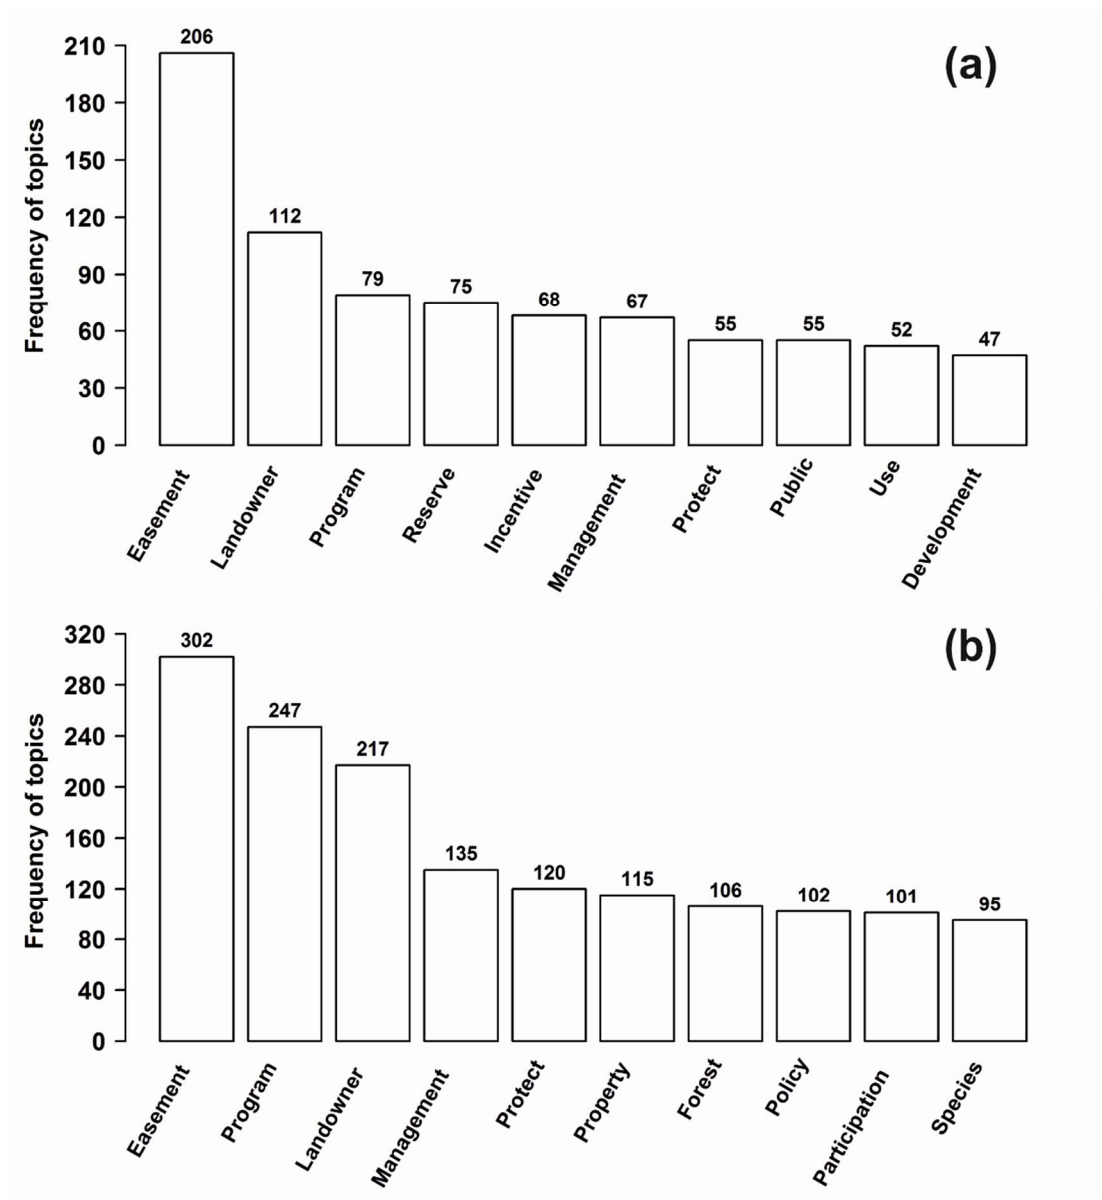 (a)
Frequency of topics
210
180
150
120
90
60
30
0
206
112
79
75
68
67
55
55
52
47
Easement
Landowner
Program
Reserve
Incentive
Management
Protect
Public
Use
Development
(b)
Frequency of topics
320
280
240
200
160
120
80
40
0
302
247
217
135
120
115
106
102
101
95
Easement
Program
Landowner
Management
Protect
Property
Forest
Policy
Participation
Species